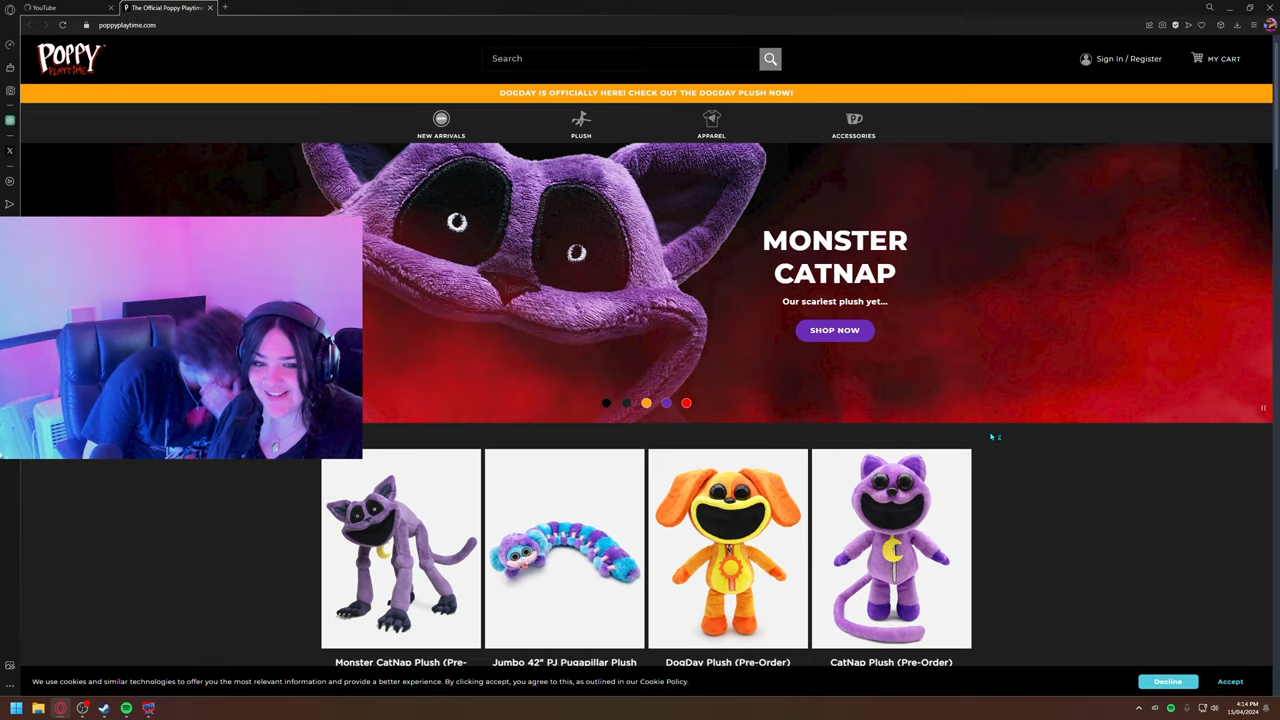 YouTube
The Official Poppy Playtime
poppyplaytime.com
POPPY
PLAYTIME
Search
Sign In / Register
MY CART
DOGDAY IS OFFICIALLY HERE! CHECK OUT THE DOGDAY PLUSH NOW!
NEW ARRIVALS
PLUSH
APPAREL
ACCESSORIES
MONSTER
CATNAP
Our scariest plush yet...
SHOP NOW
Monster CatNap Plush (Pre-
Jumbo 42" PJ Pugapillar Plush
DogDay Plush (Pre-Order)
CatNap Plush (Pre-Order)
We use cookies and similar technologies to offer you the most relevant information and provide a better experience. By clicking accept, you agree to this, as outlined in our Cookie Policy.
Decline
Accept
4:14 PM
15/04/2024